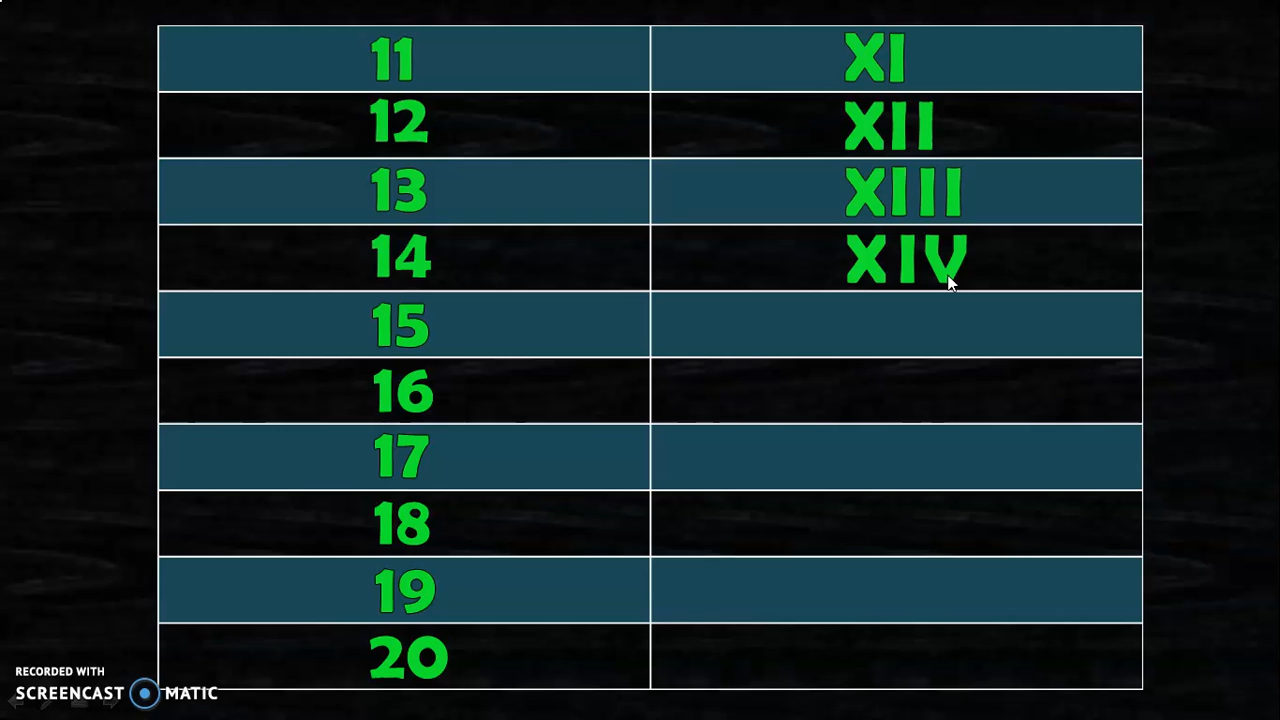 11 XI
12 XII
13 XIII
14 XIV
15
16
17
18
19
20
RECORDED WITH
SCREENCAST MATIC